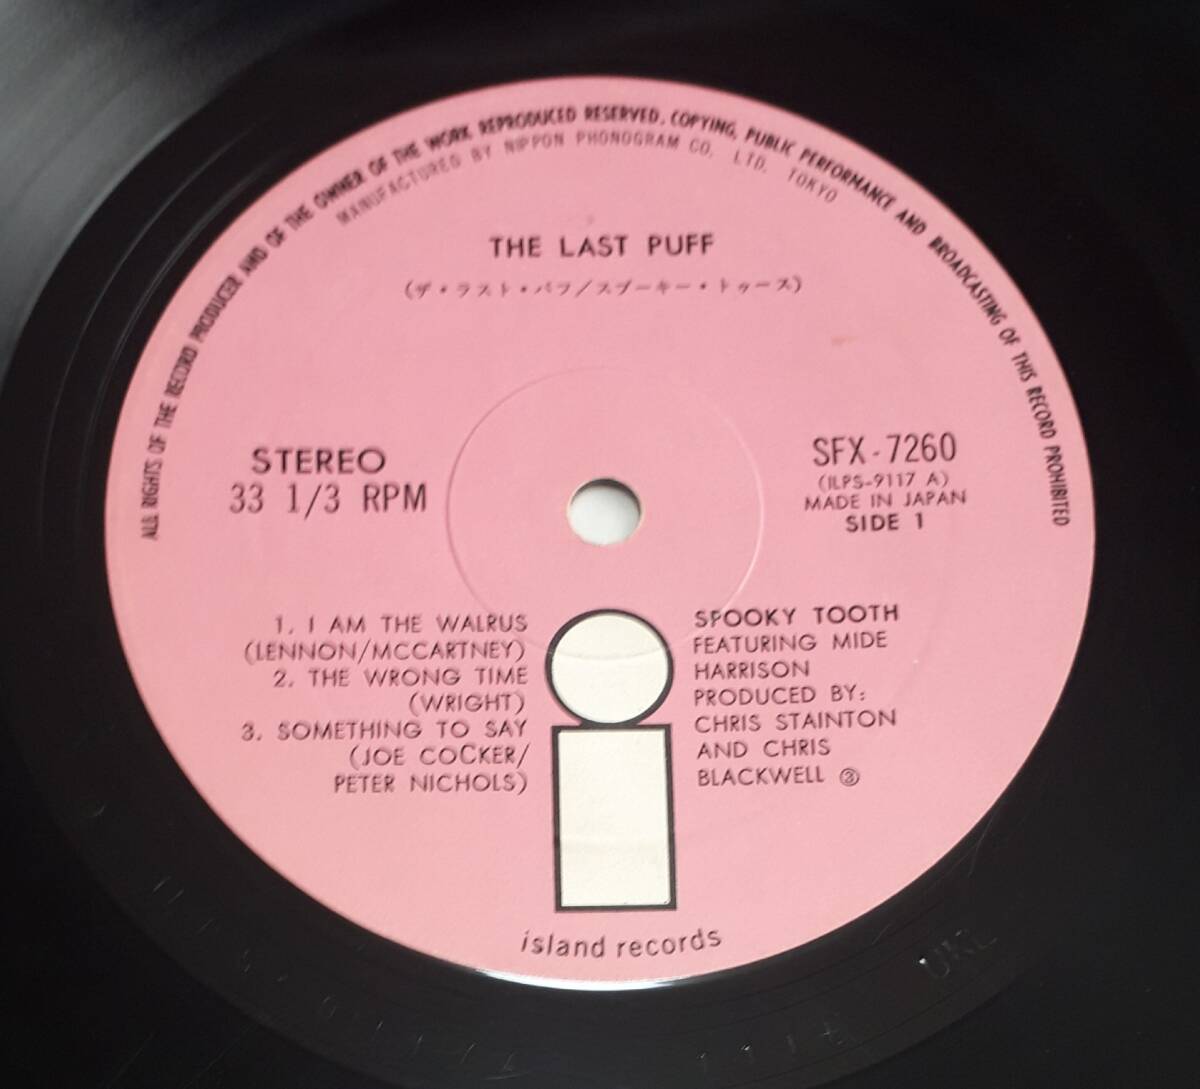 ALL RIGHTS OF THE RECORD PRODUCER AND OF THE OWNER OF THE WORK REPRODUCED RESERVED. COPYING, PUBLIC PERFORMANCE AND BROADCASTING OF THIS RECORD PROHIBITED
MANUFACTURED BY NIPPON PHONOGRAM CO. LTD. TOKYO
THE LAST PUFF
(ザ・ラスト・パフ/スプーキー・トゥース)
STEREO
33 1/3 RPM
SFX-7260
(ILPS-9117 A)
MADE IN JAPAN
SIDE 1
1. I AM THE WALRUS
(LENNON/MCCARTNEY)
2. THE WRONG TIME
(WRIGHT)
3. SOMETHING TO SAY
(JOE COCKER/
PETER NICHOLS)
SPOOKY TOOTH
FEATURING MIDE
HARRISON
PRODUCED BY:
CHRIS STAINTON
AND CHRIS
BLACKWELL ③
island records